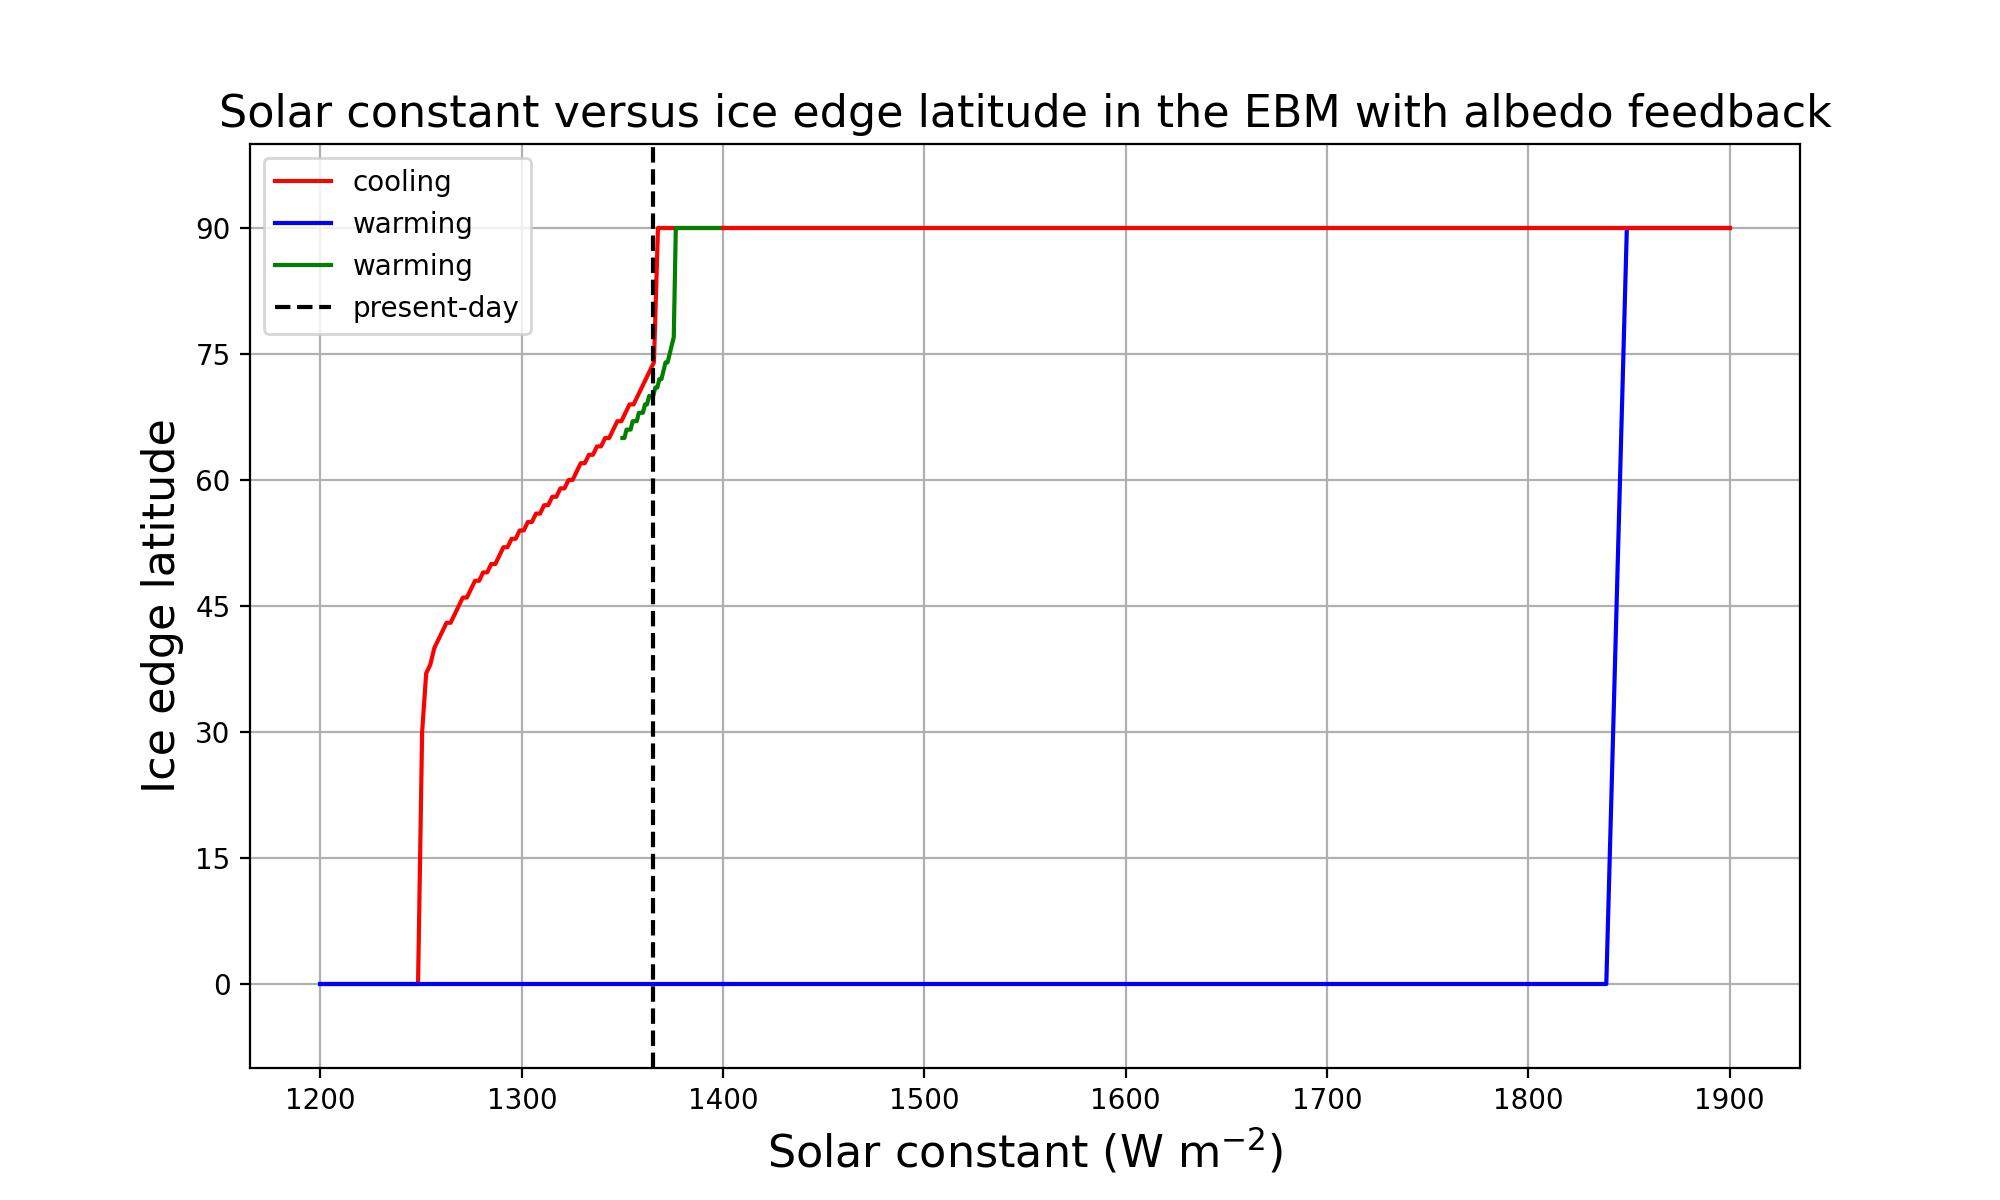 Solar constant versus ice edge latitude in the EBM with albedo feedback
cooling
warming
warming
present-day
90
75
60
45
30
15
0
Ice edge latitude
1200 1300 1400 1500 1600 1700 1800 1900
Solar constant (W m⁻²)